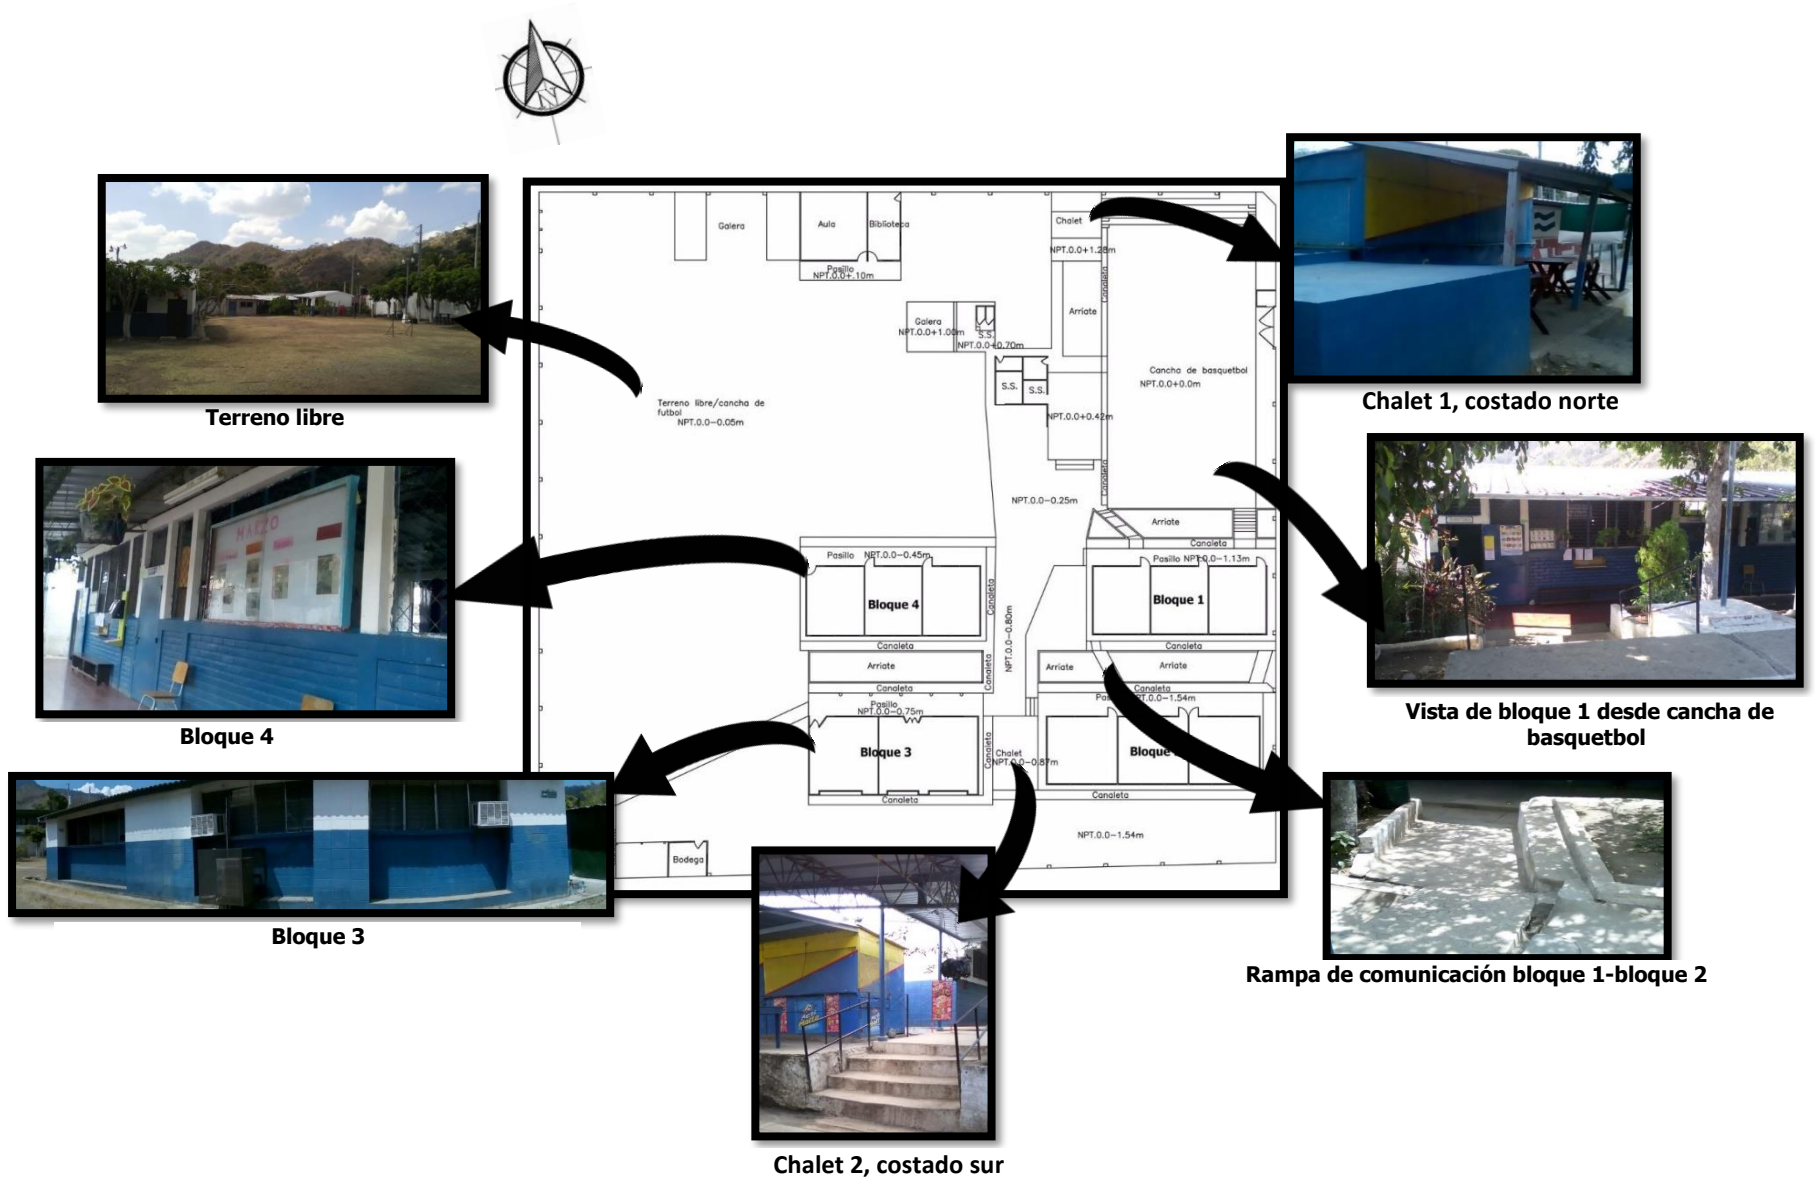 N
Terreno libre
Chalet 1, costado norte
Bloque 4
MARZO
Vista de bloque 1 desde cancha de
basquetbol
Bloque 3
Rampa de comunicación bloque 1-bloque 2
Chalet 2, costado sur
Galera
Aula
Biblioteca
Pasillo
NPT.0.0+.10m
Chalet
NPT.0.0+1.28m
Canaleta
Arriate
Galera
NPT.0.0+1.00m
S.S.
NPT.0.0+0.70m
S.S.
S.S.
Cancha de basquetbol
NPT.0.0+0.0m
Terreno libre/cancha de
futbol
NPT.0.0-0.05m
NPT.0.0+0.42m
Canaleta
NPT.0.0-0.25m
Arriate
Canaleta
Pasillo NPT.0.0-0.45m
Pasillo NPT.0.0-1.13m
Bloque 4
Canaleta
Bloque 1
NPT.0.0-0.80m
Canaleta
Canaleta
Arriate
Canaleta
Arriate
Arriate
Canaleta
Canaleta
Pasillo
NPT.0.0-0.75m
NPT.0.0-1.54m
Bloque 3
Canaleta
Chalet
NPT.0.0-0.87m
Bloque
Canaleta
Canaleta
NPT.0.0-1.54m
Bodega